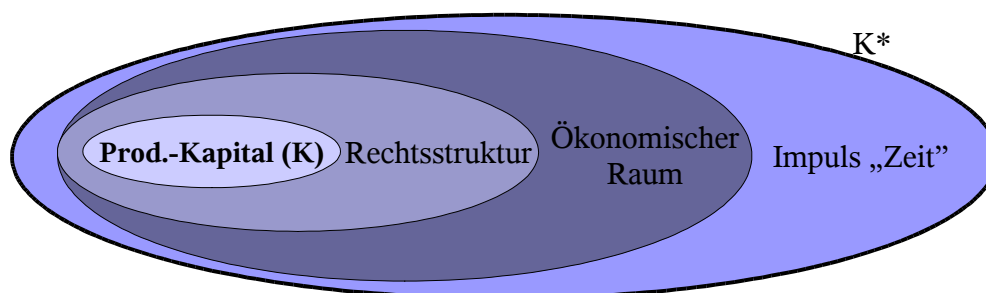 K*
Prod.-Kapital (K)
Rechtsstruktur
Ökonomischer
Raum
Impuls „Zeit”